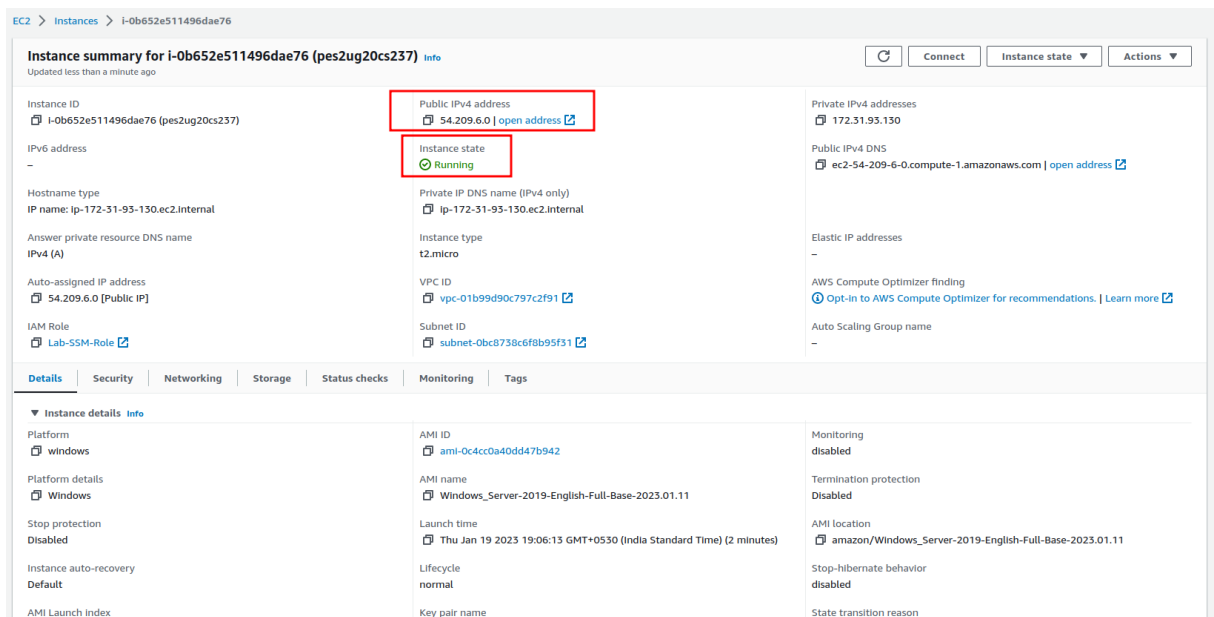 EC2 > Instances > i-0b652e511496dae76
Instance summary for i-0b652e511496dae76 (pes2ug20cs237) Info
Updated less than a minute ago
Connect
Instance state ▼
Actions ▼
Instance ID
i-0b652e511496dae76 (pes2ug20cs237)
Public IPv4 address
54.209.6.0 | open address
Private IPv4 addresses
172.31.93.130
IPv6 address
–
Instance state
Running
Public IPv4 DNS
ec2-54-209-6-0.compute-1.amazonaws.com | open address
Hostname type
IP name: ip-172-31-93-130.ec2.internal
Private IP DNS name (IPv4 only)
ip-172-31-93-130.ec2.internal
Answer private resource DNS name
IPv4 (A)
Instance type
t2.micro
Elastic IP addresses
–
Auto-assigned IP address
54.209.6.0 [Public IP]
VPC ID
vpc-01b99d90c797c2f91
AWS Compute Optimizer finding
Opt-in to AWS Compute Optimizer for recommendations. | Learn more
IAM Role
Lab-SSM-Role
Subnet ID
subnet-0bc8738c6f8b95f31
Auto Scaling Group name
–
Details
Security
Networking
Storage
Status checks
Monitoring
Tags
▼ Instance details Info
Platform
windows
AMI ID
ami-0c4cc0a40dd47b942
Monitoring
disabled
Platform details
Windows
AMI name
Windows_Server-2019-English-Full-Base-2023.01.11
Termination protection
Disabled
Stop protection
Disabled
Launch time
Thu Jan 19 2023 19:06:13 GMT+0530 (India Standard Time) (2 minutes)
AMI location
amazon/Windows_Server-2019-English-Full-Base-2023.01.11
Instance auto-recovery
Default
Lifecycle
normal
Stop-hibernate behavior
disabled
AMI Launch index
Key pair name
State transition reason